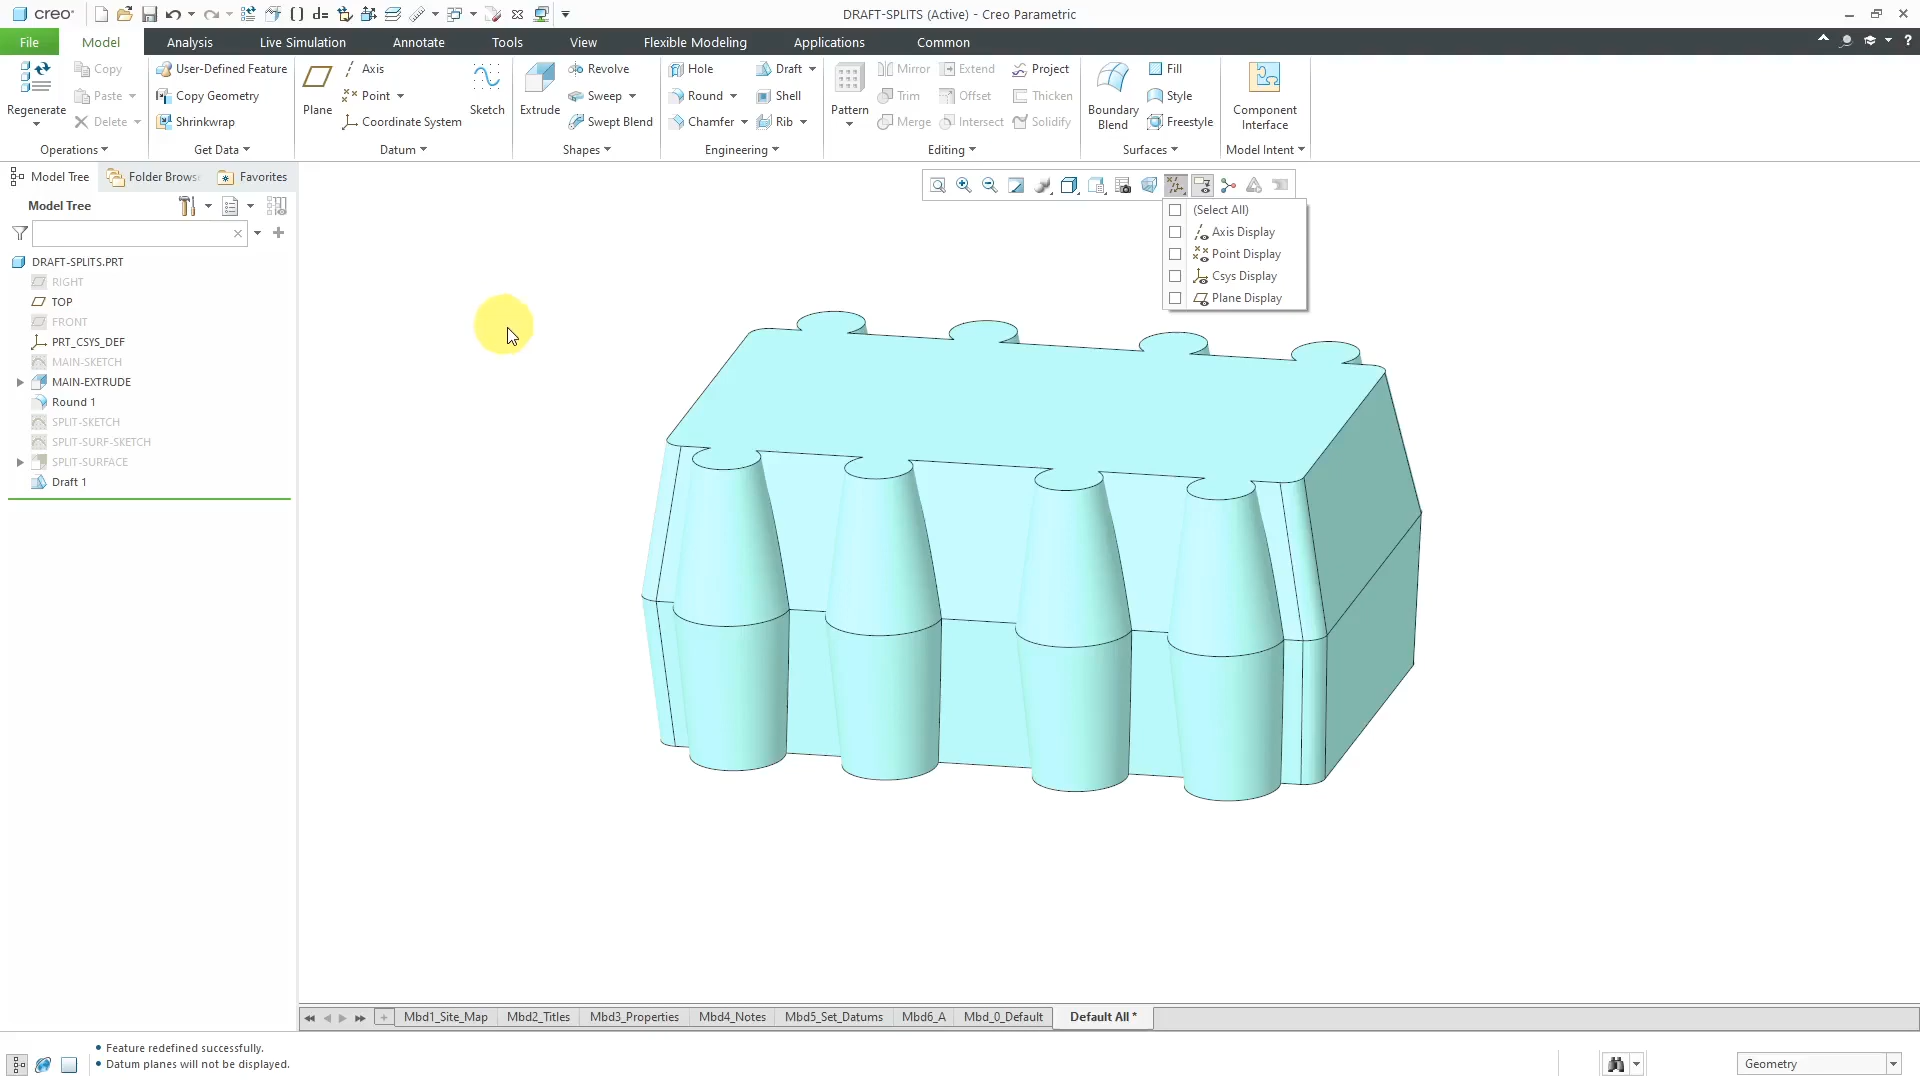 creo
DRAFT-SPLITS (Active) - Creo Parametric
File
Model
Analysis
Live Simulation
Annotate
Tools
View
Flexible Modeling
Applications
Common
Regenerate
Operations
Copy
Paste
Delete
User-Defined Feature
Copy Geometry
Shrinkwrap
Get Data
Plane
Axis
Point
Coordinate System
Sketch
Datum
Extrude
Revolve
Sweep
Swept Blend
Shapes
Hole
Round
Chamfer
Draft
Shell
Rib
Engineering
Pattern
Mirror
Trim
Merge
Extend
Offset
Intersect
Project
Thicken
Solidify
Editing
Boundary
Blend
Fill
Style
Freestyle
Surfaces
Component
Interface
Model Intent
Model Tree
Folder Brows
Favorites
Model Tree
DRAFT-SPLITS.PRT
RIGHT
TOP
FRONT
PRT_CSYS_DEF
MAIN-SKETCH
MAIN-EXTRUDE
Round 1
SPLIT-SKETCH
SPLIT-SURF-SKETCH
SPLIT-SURFACE
Draft 1
(Select All)
Axis Display
Point Display
Csys Display
Plane Display
Mbd1_Site_Map
Mbd2_Titles
Mbd3_Properties
Mbd4_Notes
Mbd5_Set_Datums
Mbd6_A
Mbd_0_Default
Default All *
• Feature redefined successfully.
• Datum planes will not be displayed.
Geometry